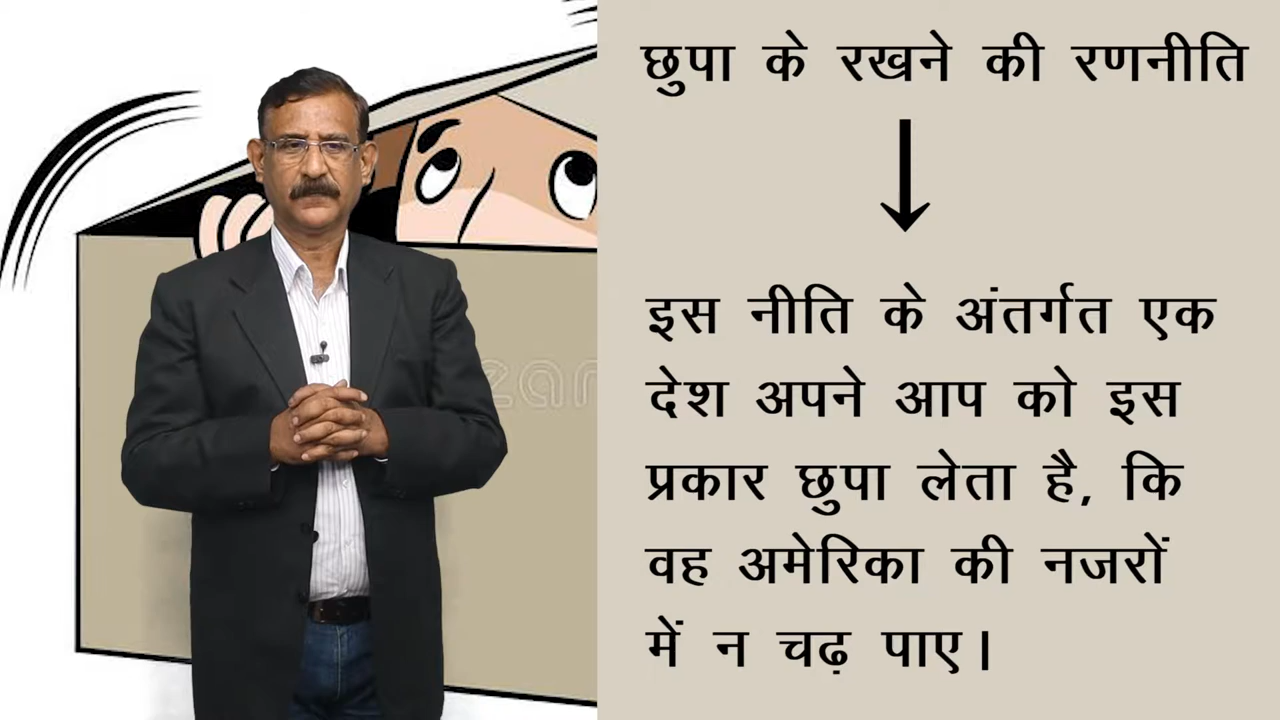 छुपा के रखने की रणनीति
इस नीति के अंतर्गत एक
देश अपने आप को इस
प्रकार छुपा लेता है, कि
वह अमेरिका की नजरों
में न चढ़ पाए।